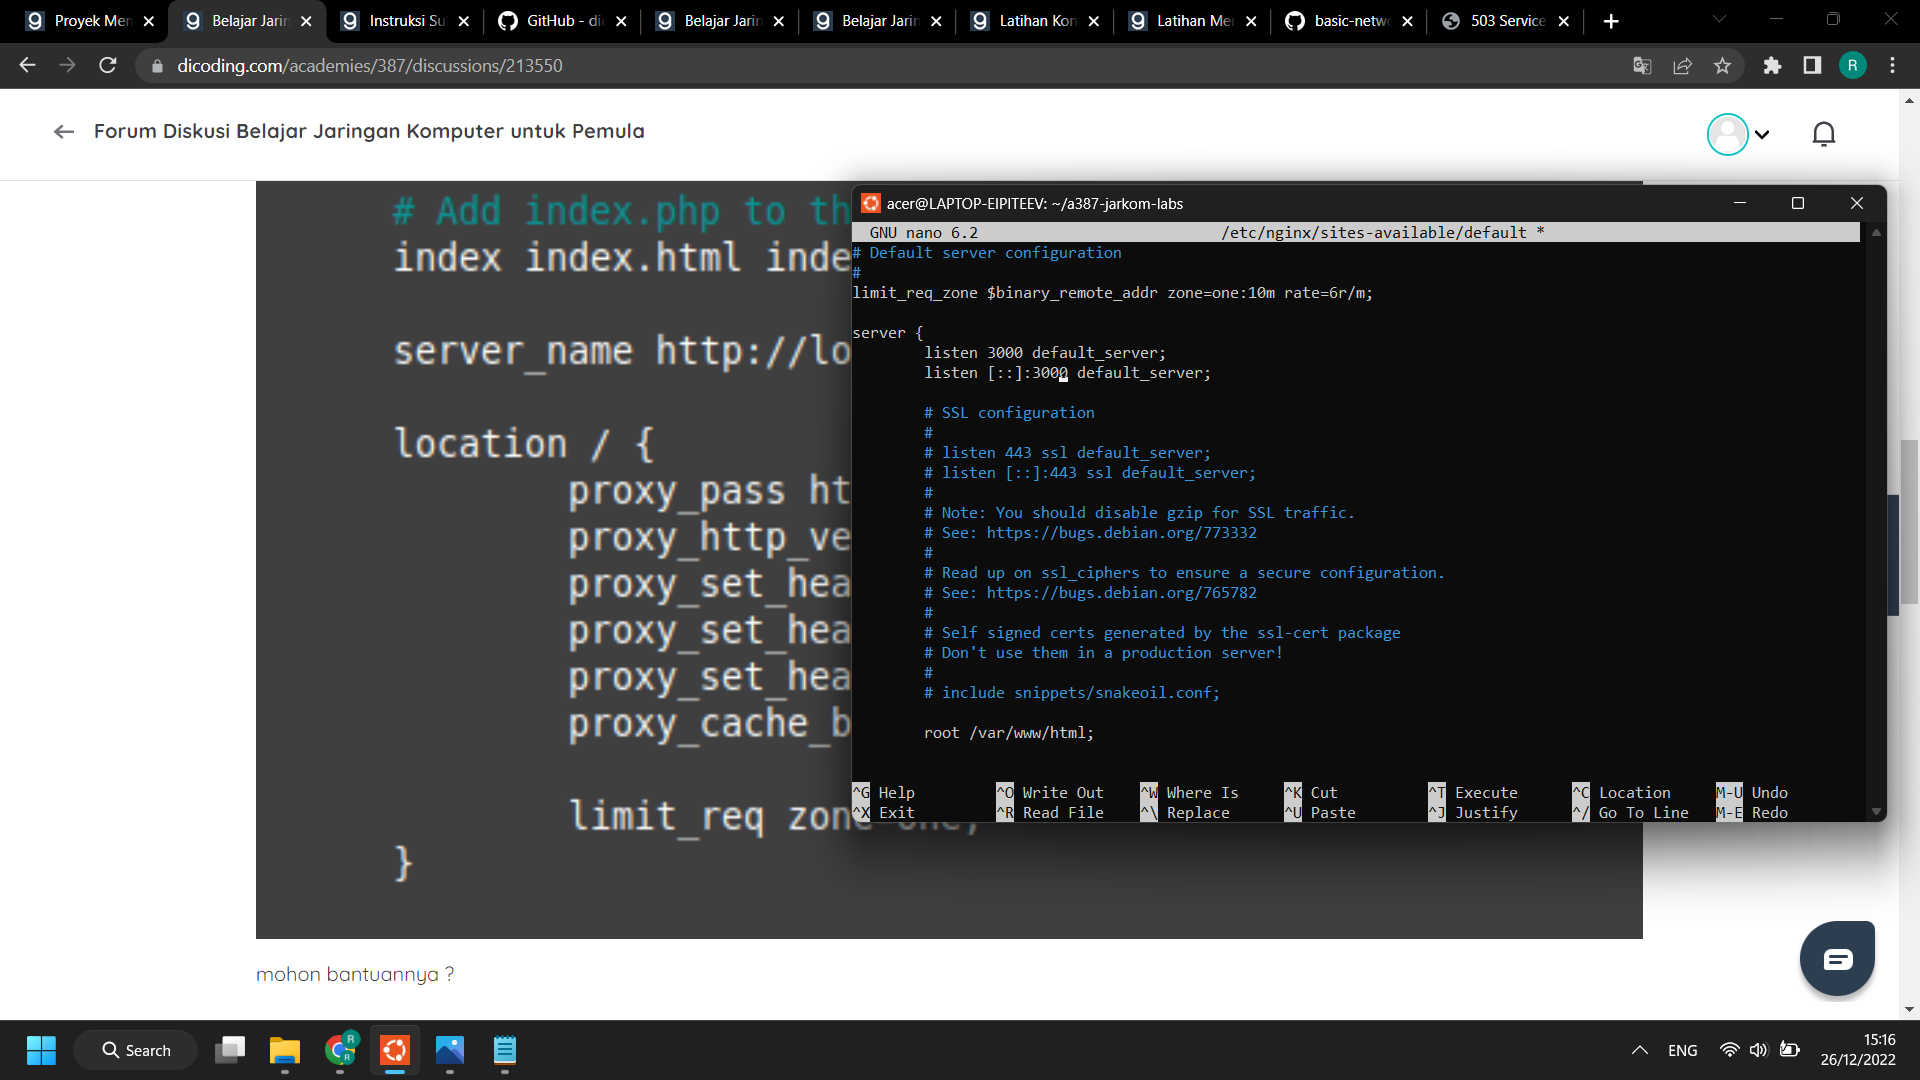 Proyek Men
Belajar Jarin
Instruksi Su
GitHub - dic
Belajar Jarin
Belajar Jarin
Latihan Kon
Latihan Mer
basic-netwo
503 Service
dicoding.com/academies/387/discussions/213550
R
Forum Diskusi Belajar Jaringan Komputer untuk Pemula
# Add index.php to th
index index.html inde
server_name http://lo
location / {
proxy_pass ht
proxy_http_ve
proxy_set_hea
proxy_set_hea
proxy_set_hea
proxy_cache_b
limit_req zone=one;
}
mohon bantuannya ?
acer@LAPTOP-EIPITEEV: ~/a387-jarkom-labs
GNU nano 6.2 /etc/nginx/sites-available/default *
# Default server configuration
#
limit_req_zone $binary_remote_addr zone=one:10m rate=6r/m;
server {
listen 3000 default_server;
listen [::]:3000 default_server;
# SSL configuration
#
# listen 443 ssl default_server;
# listen [::]:443 ssl default_server;
#
# Note: You should disable gzip for SSL traffic.
# See: https://bugs.debian.org/773332
#
# Read up on ssl_ciphers to ensure a secure configuration.
# See: https://bugs.debian.org/765782
#
# Self signed certs generated by the ssl-cert package
# Don't use them in a production server!
#
# include snippets/snakeoil.conf;
root /var/www/html;
^G Help ^O Write Out ^W Where Is ^K Cut ^T Execute ^C Location M-U Undo
^X Exit ^R Read File ^\ Replace ^U Paste ^J Justify ^/ Go To Line M-E Redo
Search
ENG
15:16
26/12/2022